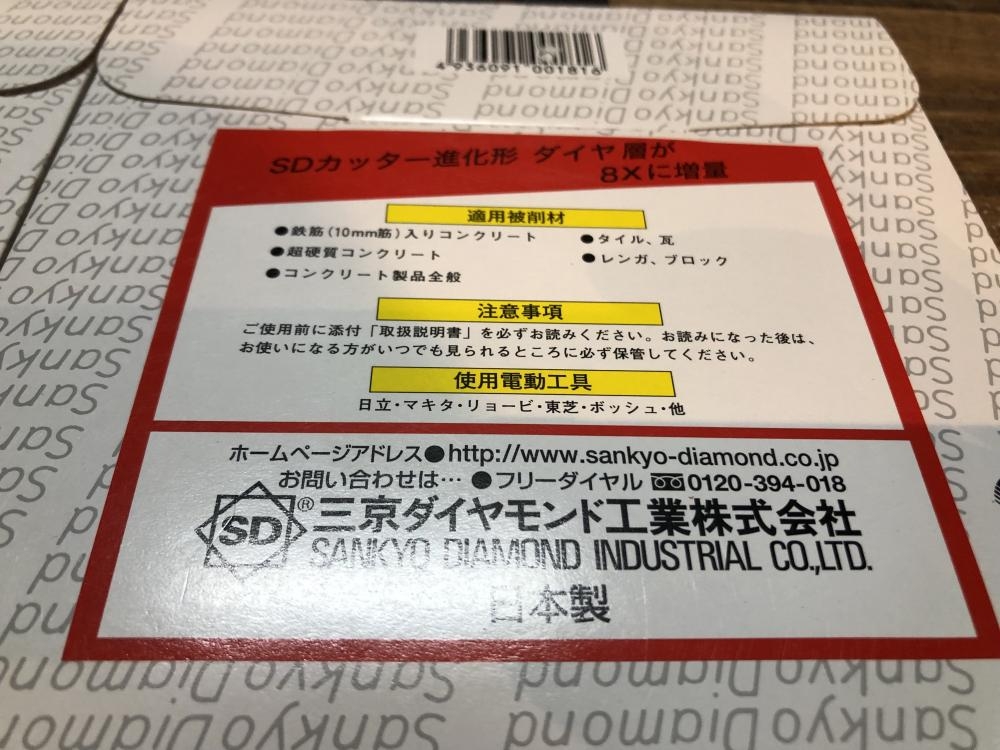 4 936091 001816
SDカッター進化形 ダイヤ層が
8Xに増量
適用被削材
●鉄筋(10mm筋)入りコンクリート
●超硬質コンクリート
●コンクリート製品全般
●タイル、瓦
●レンガ、ブロック
注意事項
ご使用前に添付「取扱説明書」を必ずお読みください。お読みになった後は、
お使いになる方がいつでも見られるところに必ず保管してください。
使用電動工具
日立・マキタ・リョービ・東芝・ボッシュ・他
ホームページアドレス●http://www.sankyo-diamond.co.jp
お問い合わせは… ●フリーダイヤル 0120-394-018
SD®三京ダイヤモンド工業株式会社
SANKYO DIAMOND INDUSTRIAL CO.,LTD.
日本製
Sankyo Diamond